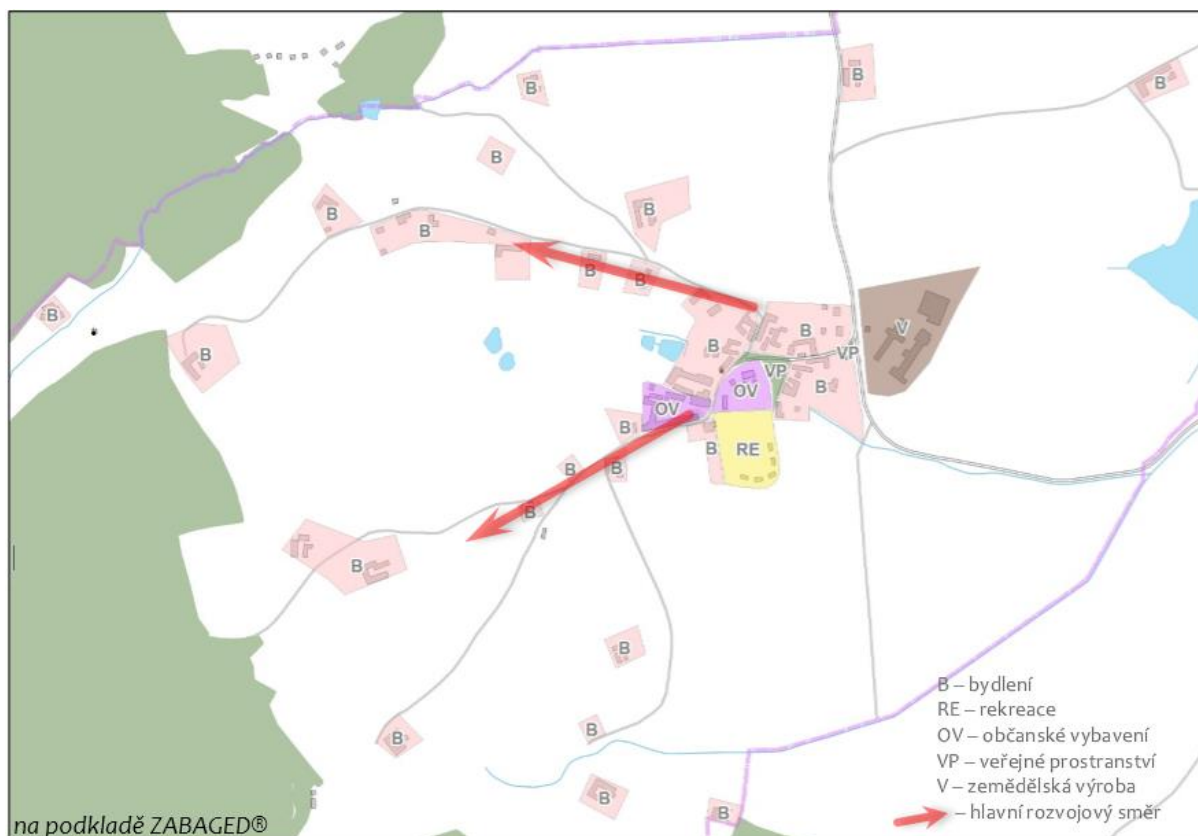 B
B
B
B
B
B
B
B
B
B
B
V
B
B
B
VP
VP
B
OV
OV
B
B
RE
B
B
B
B
B
B
B
B
B
B
B – bydlení
RE – rekreace
OV – občanské vybavení
VP – veřejné prostranství
V – zemědělská výroba
– hlavní rozvojový směr
na podkladě ZABAGED®